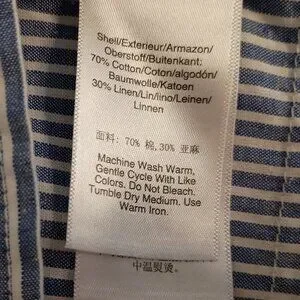 Shell/Exterieur/Armazon/
Oberstoff/Buitenkant:
70% Cotton/Coton/algodón/
Baumwolle/Katoen
30% Linen/Lin/lino/Leinen/
Linnen
面料: 70% 棉,30% 亚麻
Machine Wash Warm,
Gentle Cycle With Like
Colors. Do Not Bleach.
Tumble Dry Medium. Use
Warm Iron.
中温熨烫。